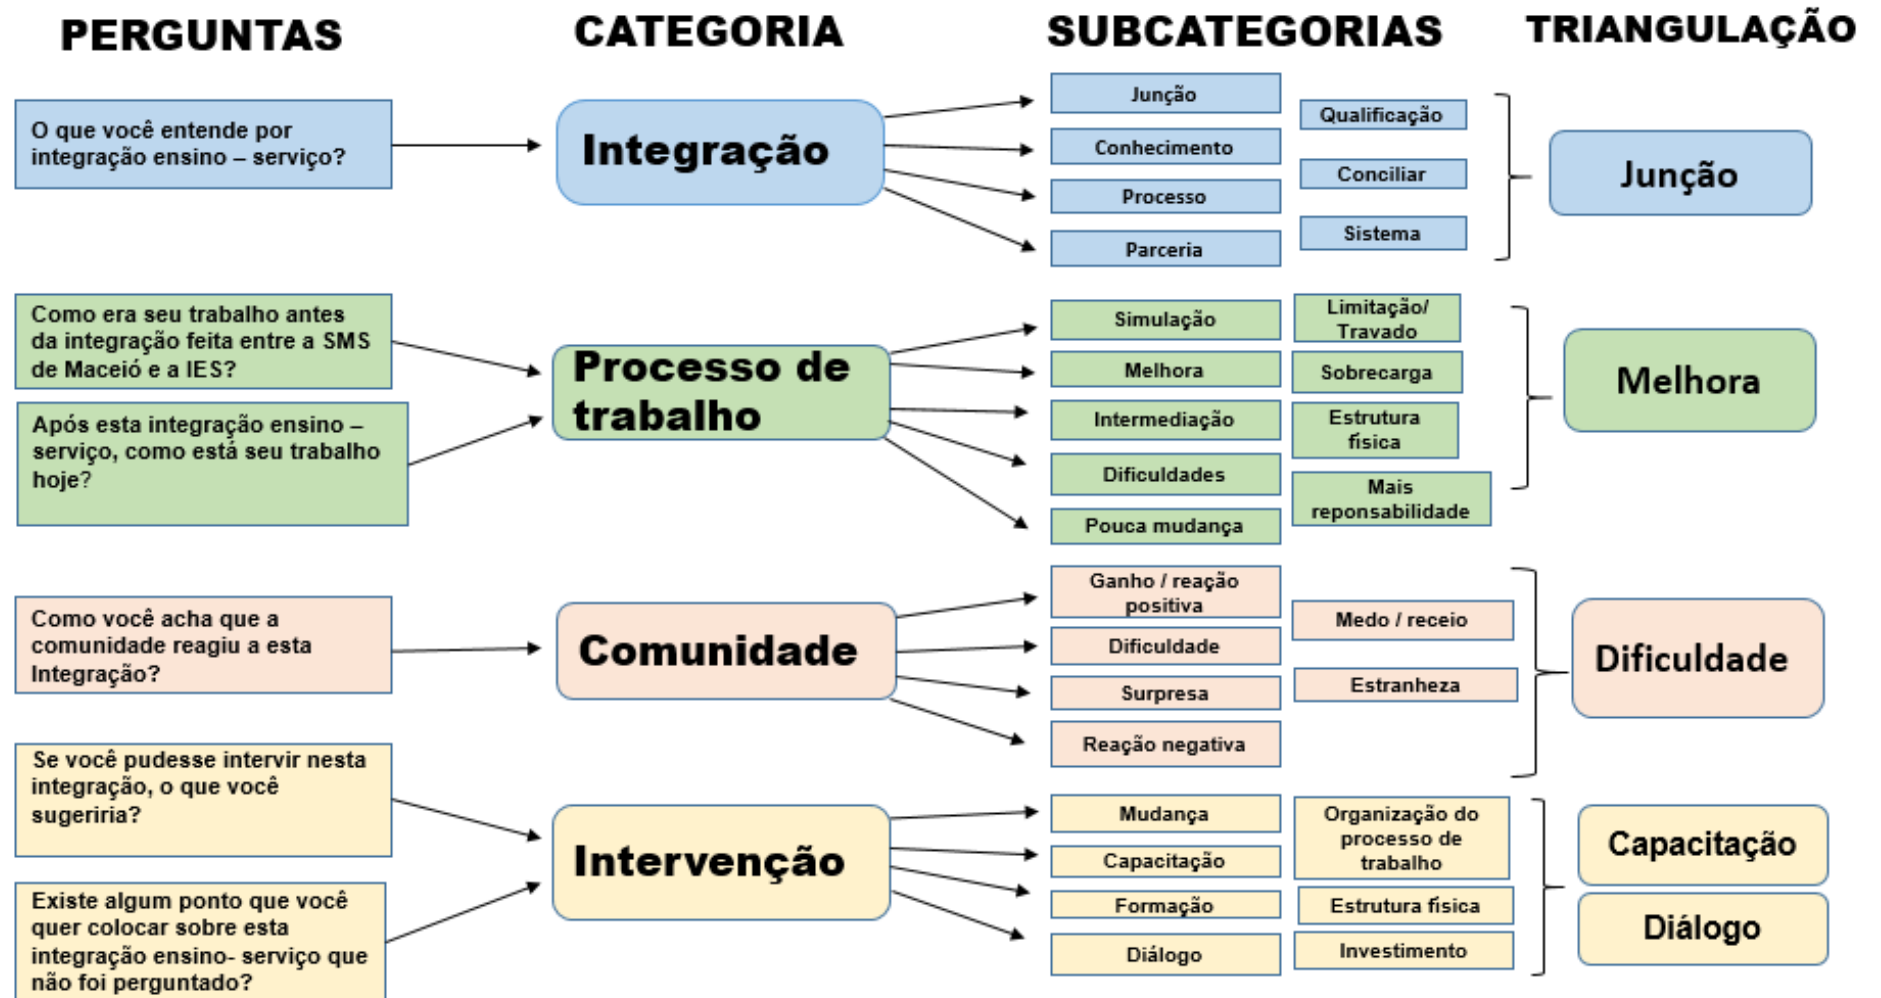 PERGUNTAS
CATEGORIA
SUBCATEGORIAS
TRIANGULAÇÃO
O que você entende por
integração ensino – serviço?
Integração
Junção
Conhecimento
Processo
Parceria
Qualificação
Conciliar
Sistema
Junção
Como era seu trabalho antes
da integração feita entre a SMS
de Maceió e a IES?
Após esta integração ensino –
serviço, como está seu trabalho
hoje?
Processo de
trabalho
Simulação
Melhora
Intermediação
Dificuldades
Pouca mudança
Limitação/
Travado
Sobrecarga
Estrutura
física
Mais
reponsabilidade
Melhora
Como você acha que a
comunidade reagiu a esta
Integração?
Comunidade
Ganho / reação
positiva
Dificuldade
Surpresa
Reação negativa
Medo / receio
Estranheza
Dificuldade
Se você pudesse intervir nesta
integração, o que você
sugeriria?
Existe algum ponto que você
quer colocar sobre esta
integração ensino- serviço que
não foi perguntado?
Intervenção
Mudança
Capacitação
Formação
Diálogo
Organização do
processo de
trabalho
Estrutura física
Investimento
Capacitação
Diálogo